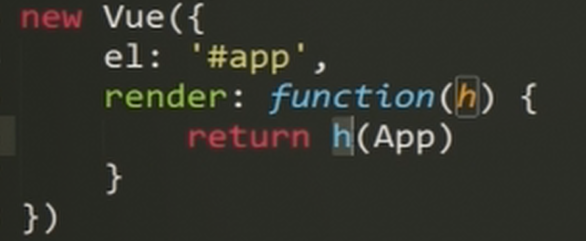 new Vue({
    el: '#app',
    render: function(h) {
        return h(App)
    }
})